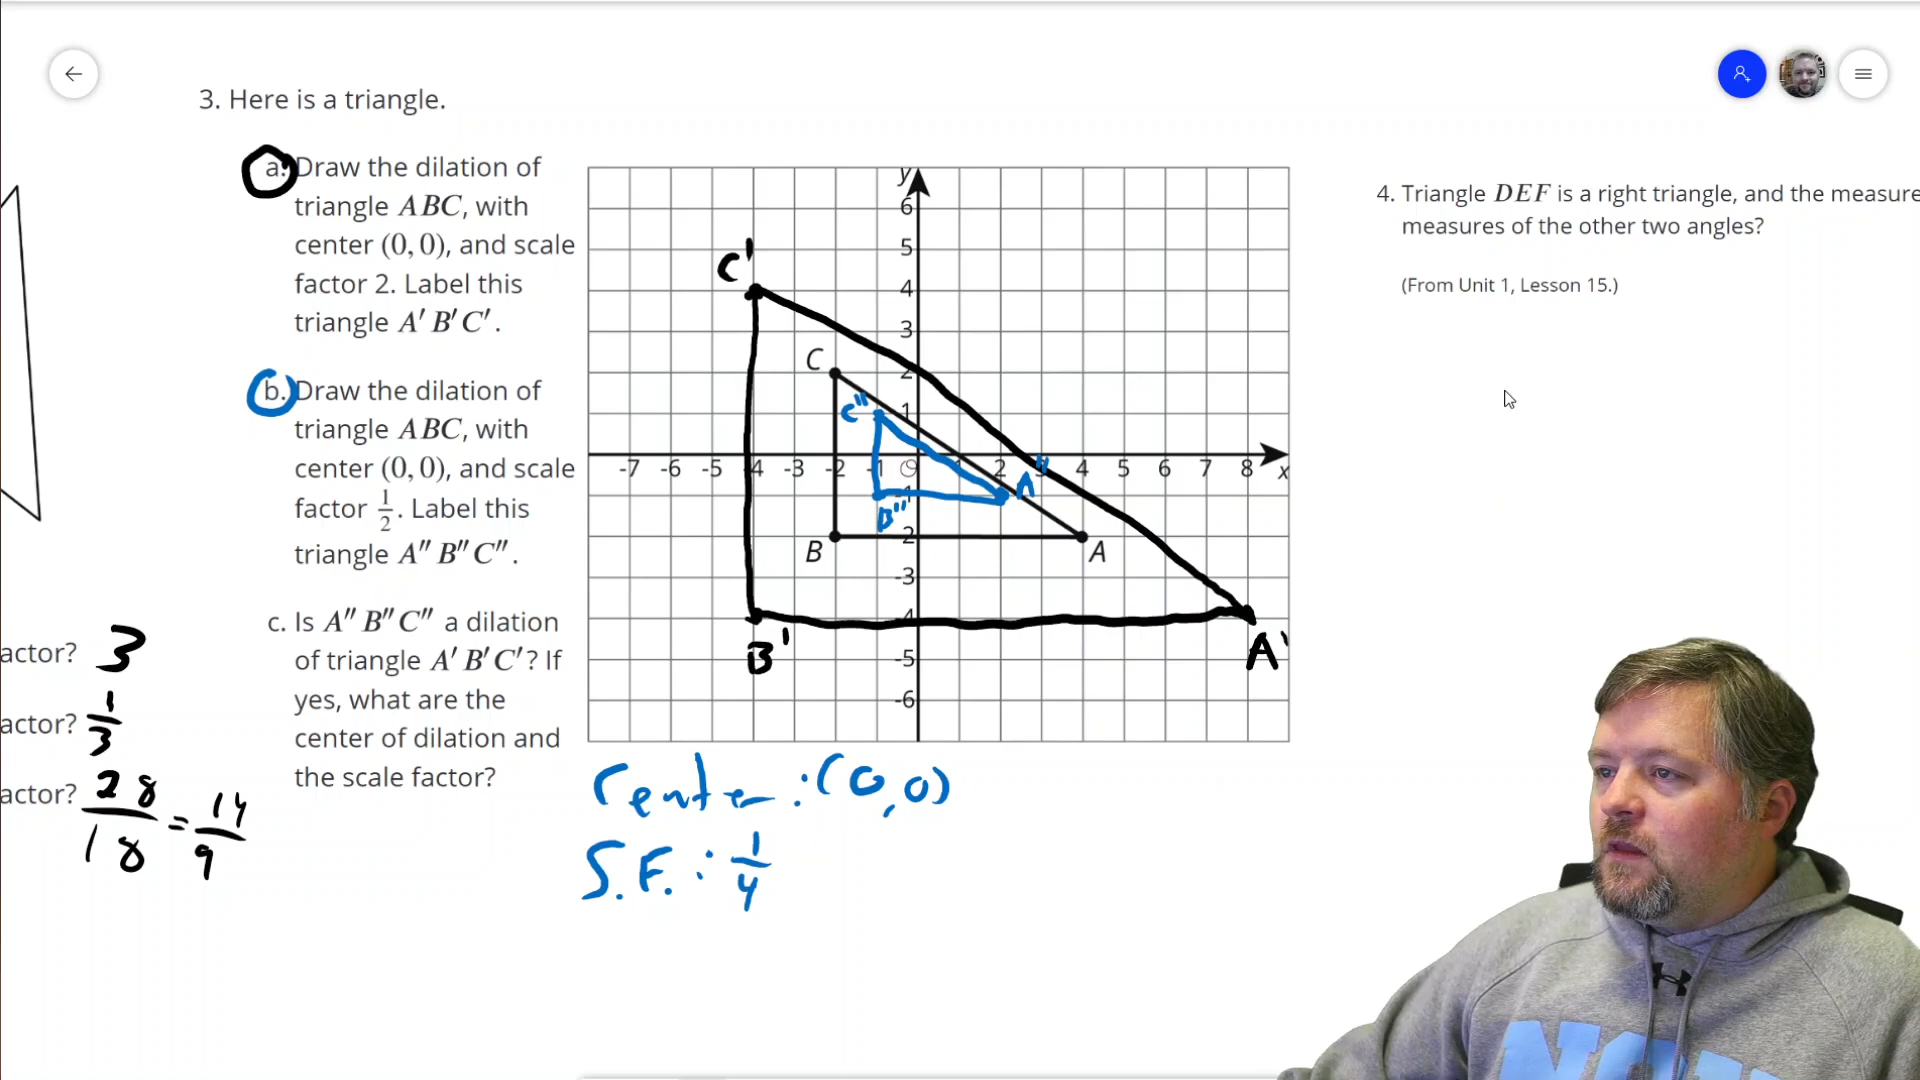 3. Here is a triangle.
a. Draw the dilation of
triangle ABC, with
center (0, 0), and scale
factor 2. Label this
triangle A′ B′ C′.
b. Draw the dilation of
triangle ABC, with
center (0, 0), and scale
factor 1/2. Label this
triangle A″ B″ C″.
c. Is A″ B″ C″ a dilation
of triangle A′ B′ C′? If
yes, what are the
center of dilation and
the scale factor?
actor? 3
actor? 1/3
actor? 28/18 = 14/9
y
6
5
C'
4
3
C
2
C"
1
-7 -6 -5 -4 -3 -2 -1 O 2 4 5 6 7 8 x
A"
-1
B"
-2
B
A
-3
-4
B'
A'
-5
-6
Center: (0,0)
S.F.: 1/4
4. Triangle DEF is a right triangle, and the measure
measures of the other two angles?
(From Unit 1, Lesson 15.)